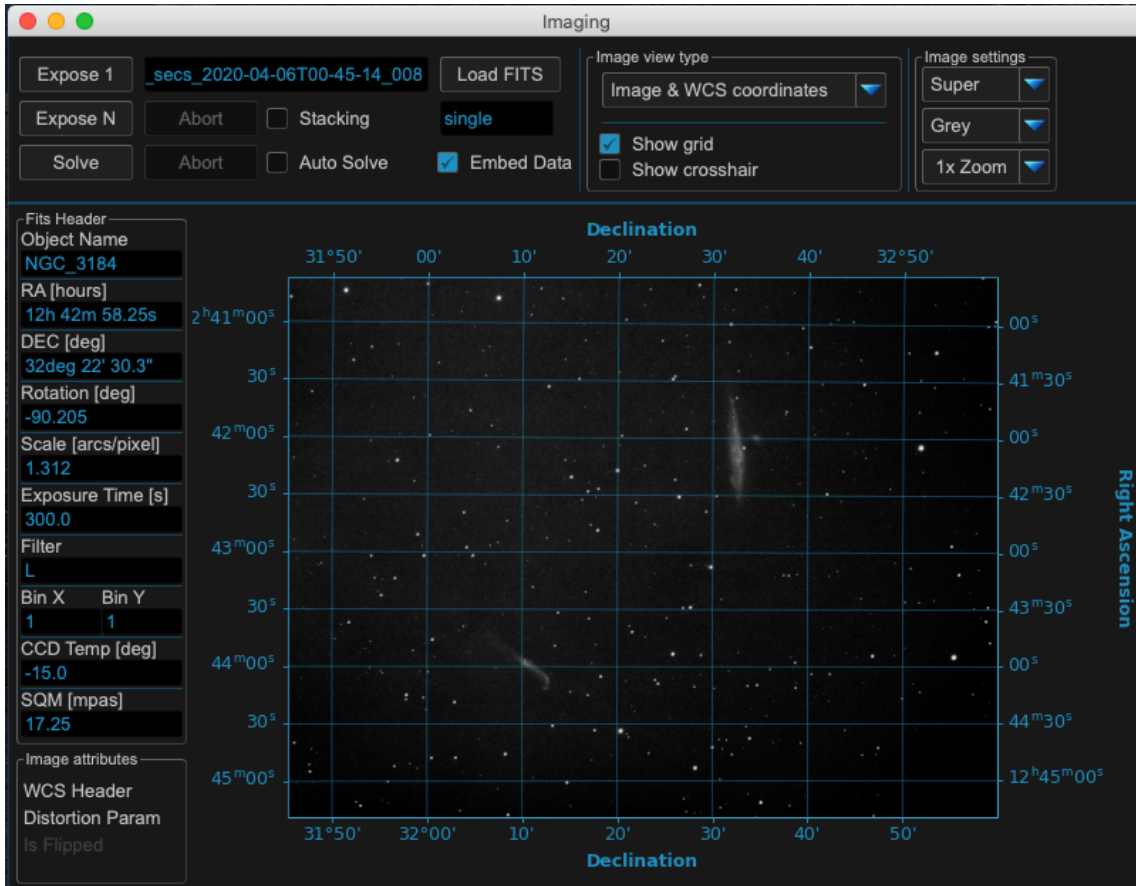 Imaging
Expose 1
_secs_2020-04-06T00-45-14_008
Load FITS
Expose N
Abort
Stacking
single
Solve
Abort
Auto Solve
Embed Data
Image view type
Image & WCS coordinates
Show grid
Show crosshair
Image settings
Super
Grey
1x Zoom
Fits Header
Object Name
NGC_3184
RA [hours]
12h 42m 58.25s
DEC [deg]
32deg 22' 30.3"
Rotation [deg]
-90.205
Scale [arcs/pixel]
1.312
Exposure Time [s]
300.0
Filter
L
Bin X Bin Y
1 1
CCD Temp [deg]
-15.0
SQM [mpas]
17.25
Image attributes
WCS Header
Distortion Param
Is Flipped
Declination
31°50' 00' 10' 20' 30' 40' 32°50'
2ʰ41ᵐ00ˢ
30ˢ
42ᵐ00ˢ
30ˢ
43ᵐ00ˢ
30ˢ
44ᵐ00ˢ
30ˢ
45ᵐ00ˢ
00ˢ
41ᵐ30ˢ
00ˢ
42ᵐ30ˢ
00ˢ
43ᵐ30ˢ
00ˢ
44ᵐ30ˢ
12ʰ45ᵐ00ˢ
Right Ascension
31°50' 32°00' 10' 20' 30' 40' 50'
Declination